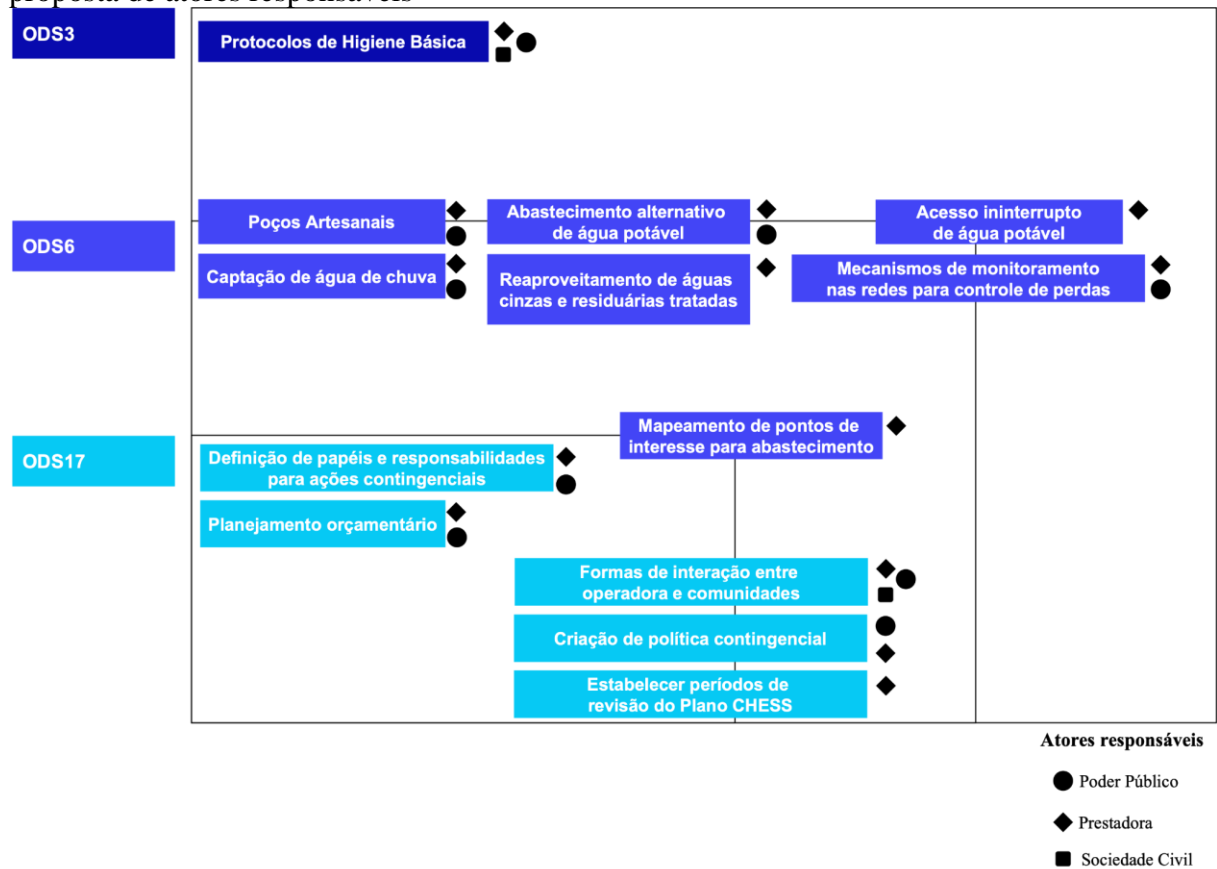 proposta de atores responsáveis
ODS3
Protocolos de Higiene Básica
ODS6
Poços Artesanais
Abastecimento alternativo
de água potável
Acesso ininterrupto
de água potável
Captação de água de chuva
Reaproveitamento de águas
cinzas e residuárias tratadas
Mecanismos de monitoramento
nas redes para controle de perdas
Mapeamento de pontos de
interesse para abastecimento
ODS17
Definição de papéis e responsabilidades
para ações contingenciais
Planejamento orçamentário
Formas de interação entre
operadora e comunidades
Criação de política contingencial
Estabelecer períodos de
revisão do Plano CHESS
Atores responsáveis
Poder Público
Prestadora
Sociedade Civil